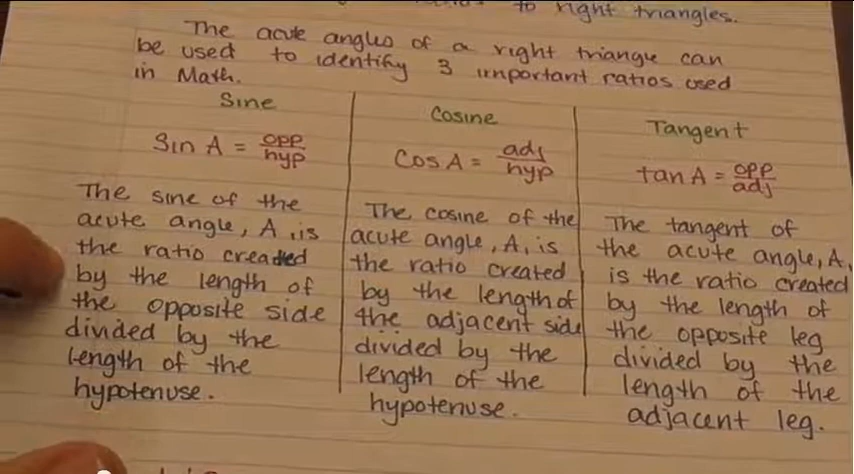 to right triangles.
The acute angles of a right triangle can
be used to identify 3 important ratios used
in Math.
Sine
Sin A = opp/hyp
The sine of the
acute angle, A, is
the ratio created
by the length of
the opposite side
divided by the
length of the
hypotenuse.
Cosine
Cos A = adj/hyp
The cosine of the
acute angle, A, is
the ratio created
by the length of
the adjacent side
divided by the
length of the
hypotenuse.
Tangent
tan A = opp/adj
The tangent of
the acute angle, A,
is the ratio created
by the length of
the opposite leg
divided by the
length of the
adjacent leg.